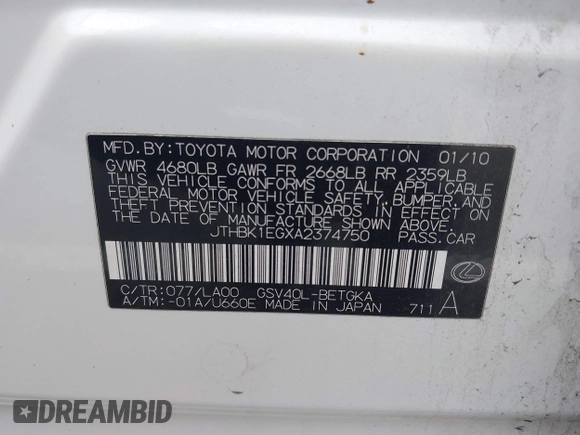 MFD.BY:TOYOTA MOTOR CORPORATION 01/10
GVWR 4680LB GAWR FR 2668LB RR 2359LB
THIS VEHICLE CONFORMS TO ALL APPLICABLE
FEDERAL MOTOR VEHICLE SAFETY,BUMPER,AND
THEFT PREVENTION STANDARDS IN EFFECT ON
THE DATE OF MANUFACTURE SHOWN ABOVE.
JTHBK1EGXA2374750 PASS.CAR
C/TR:077/LA00 GSV40L-BETGKA
A/TM:-01A/U660E MADE IN JAPAN 711 A
DREAMBID